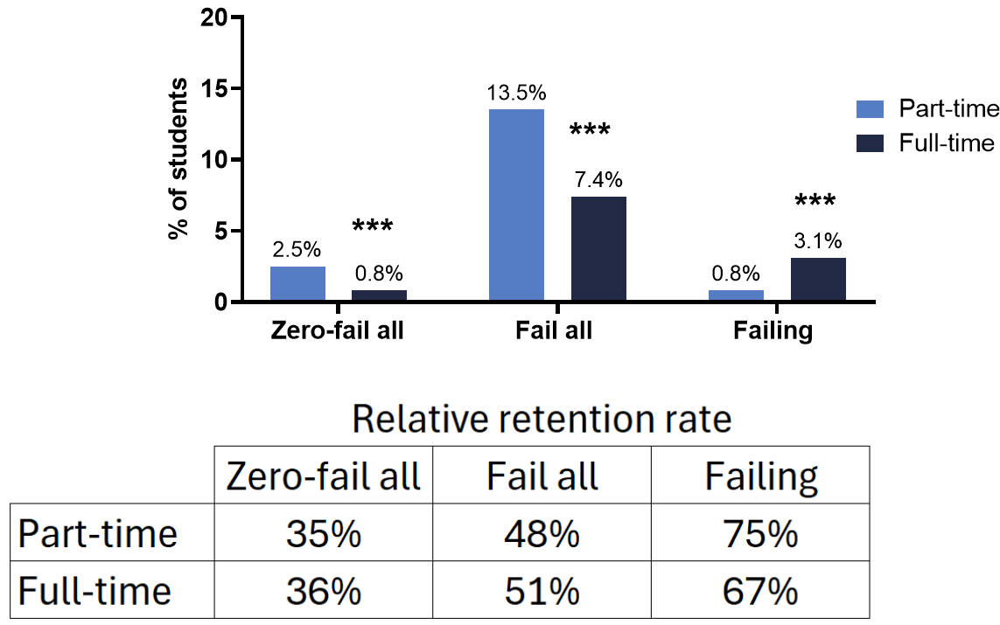 20
15
10
5
0
% of students
2.5%
***
0.8%
13.5%
***
7.4%
0.8%
***
3.1%
Zero-fail all
Fail all
Failing
Part-time
Full-time
Relative retention rate
Zero-fail all Fail all Failing
Part-time 35% 48% 75%
Full-time 36% 51% 67%